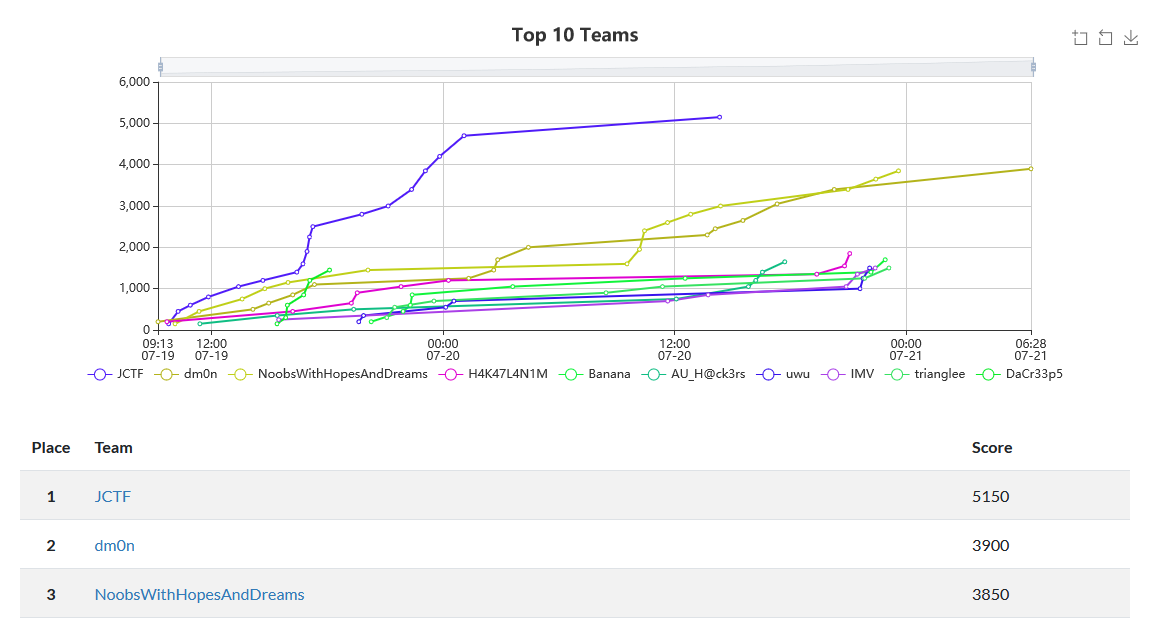 Top 10 Teams
6,000
5,000
4,000
3,000
2,000
1,000
0
09:13 12:00 00:00 12:00 00:00 06:28
07-19 07-19 07-20 07-20 07-21 07-21
JCTF dm0n NoobsWithHopesAndDreams H4K47L4N1M Banana AU_H@ck3rs uwu IMV trianglee DaCr33p5
Place Team Score
1 JCTF 5150
2 dm0n 3900
3 NoobsWithHopesAndDreams 3850